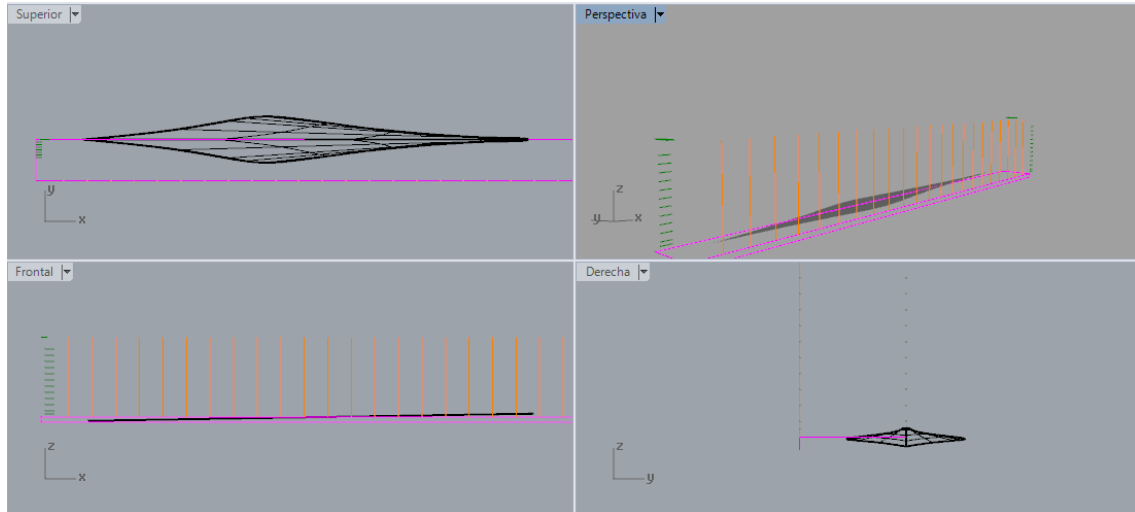 Superior
Perspectiva
y
x
z
y
x
Frontal
Derecha
z
x
z
y